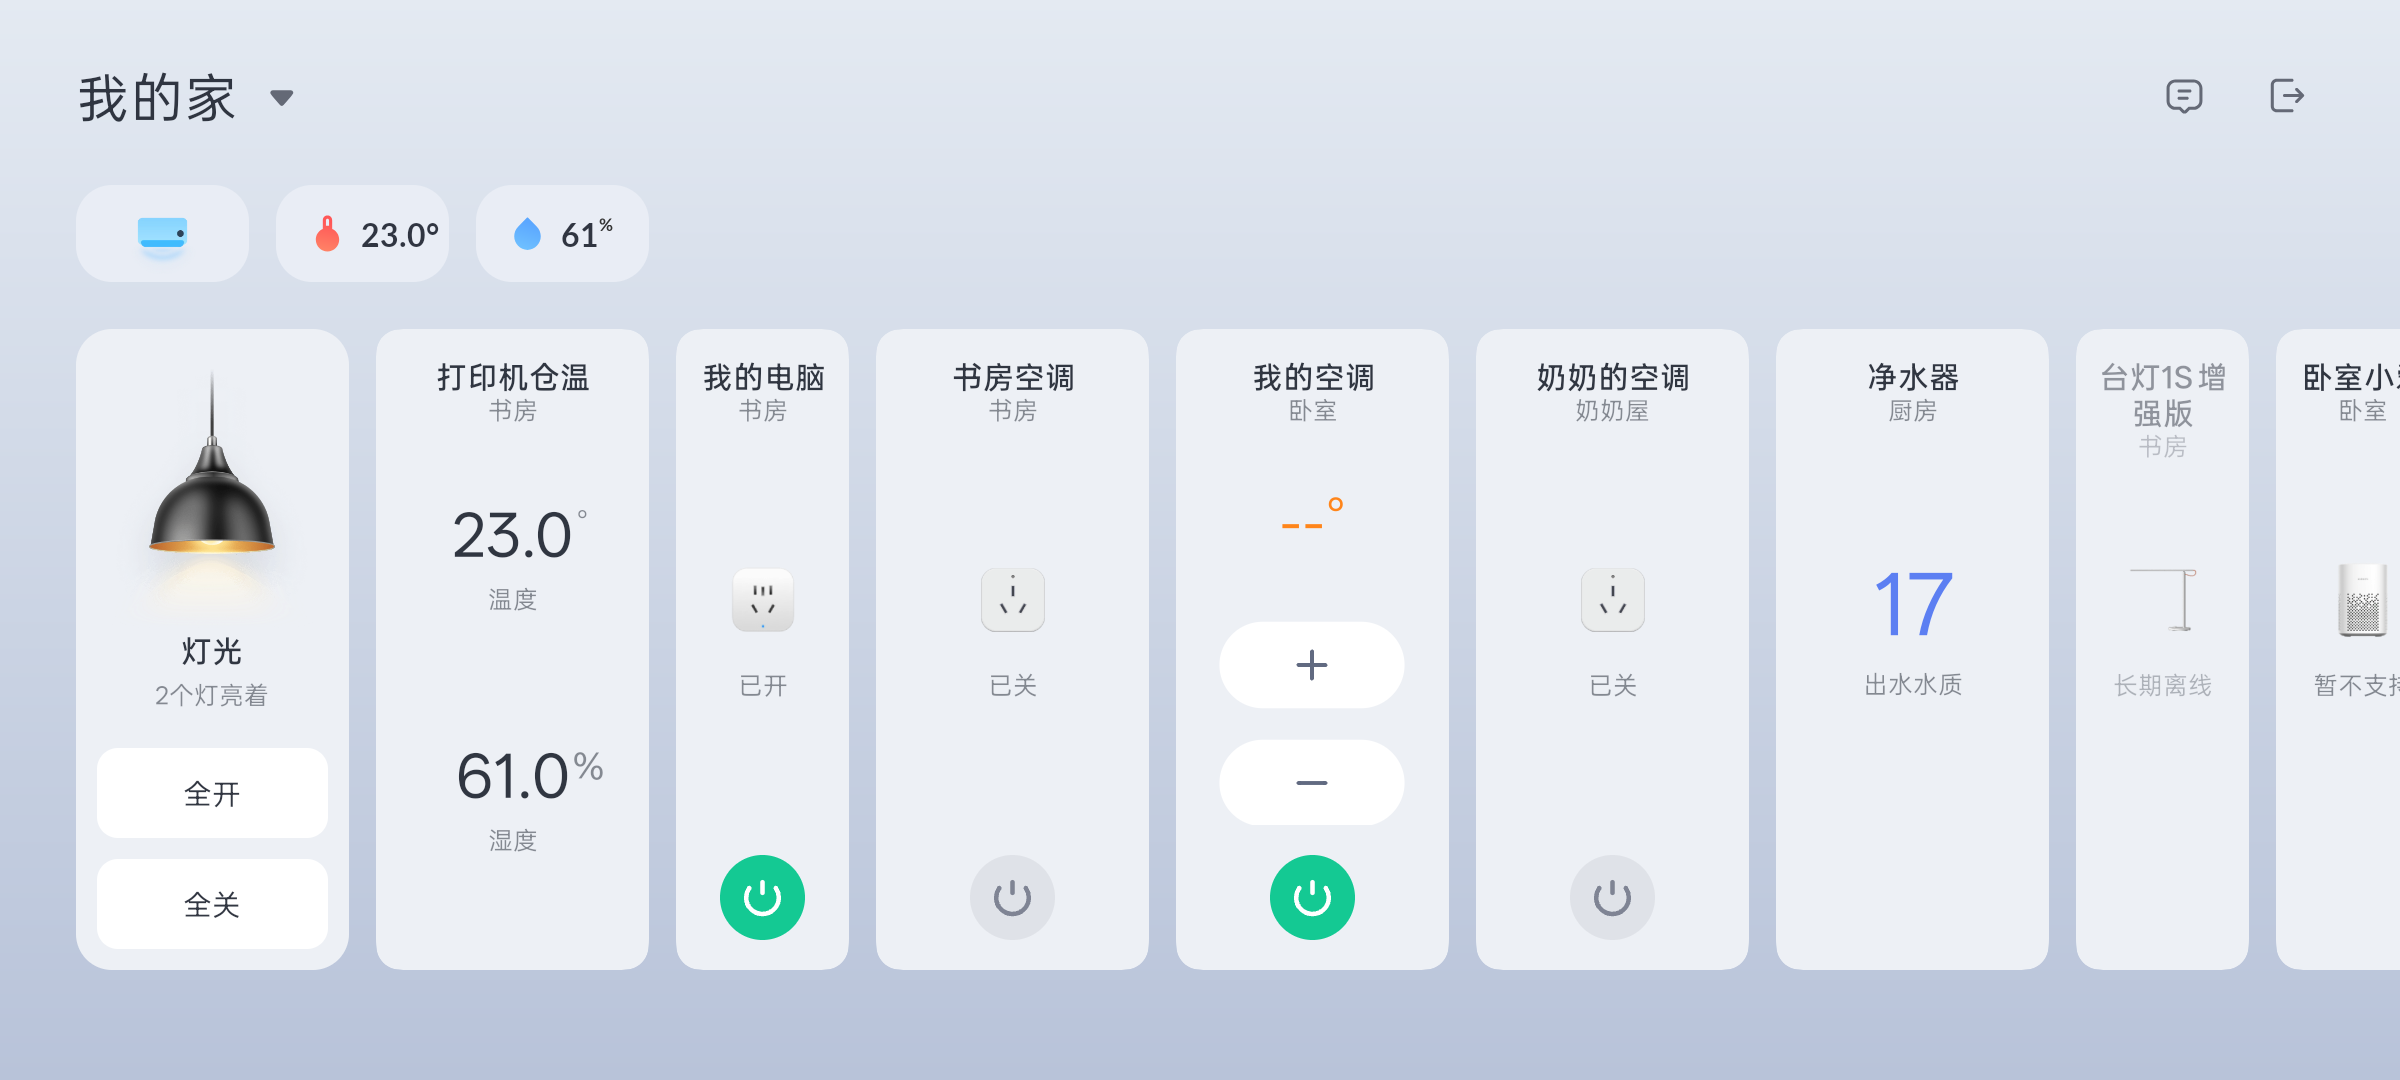 我的家
23.0°
61%
灯光
2个灯亮着
全开
全关
打印机仓温
书房
23.0°
温度
61.0%
湿度
我的电脑
书房
已开
书房空调
书房
已关
我的空调
卧室
--°
奶奶的空调
奶奶屋
已关
净水器
厨房
17
出水水质
台灯1S 增
强版
书房
长期离线
卧室小
卧室
暂不支持